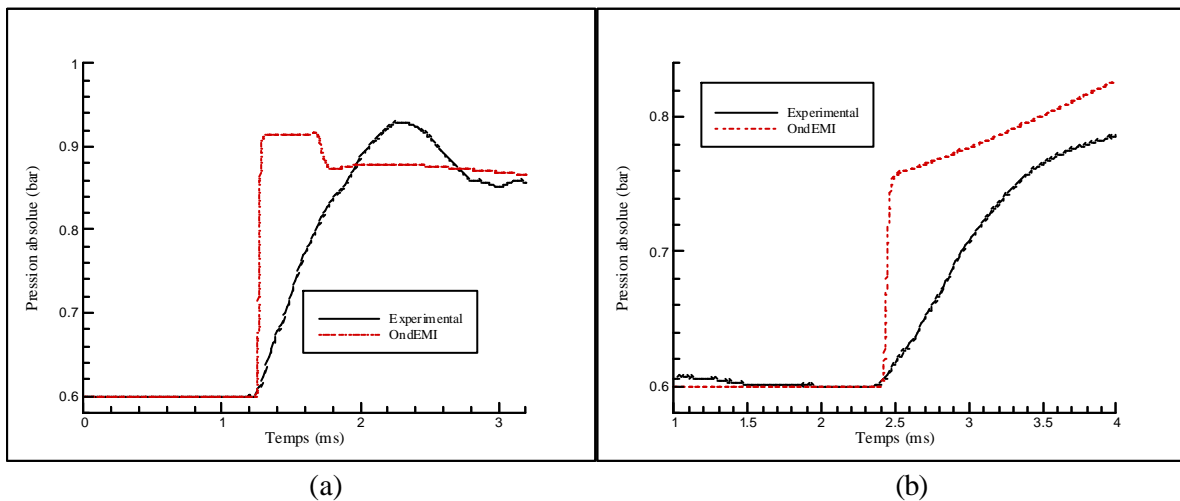 1
0.9
0.8
0.7
0.6
Pression absolue (bar)
Experimental
OndEMI
0
1
2
3
Temps (ms)
(a)
0.8
0.7
0.6
Pression absolue (bar)
Experimental
OndEMI
1
1.5
2
2.5
3
3.5
4
Temps (ms)
(b)